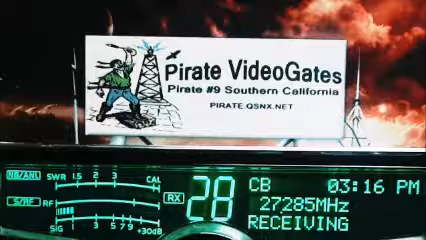 Pirate VideoGates
Pirate #9 Southern California
PIRATE.QSNX.NET
NB/ANL SWR 1.5 2 3 CAL
S/RF RF
SIG 3 5 7 9 +30dB
RX 28 CB 03:16 PM
27285MHz
RECEIVING